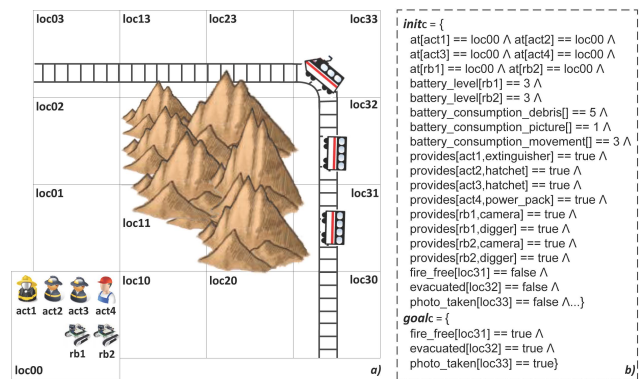 loc03
loc13
loc23
loc33
loc02
loc32
loc01
loc31
loc11
loc10
loc20
loc30
act1 act2 act3 act4
rb1 rb2
loc00
a)
initc = {
at[act1] == loc00 Λ at[act2] == loc00 Λ
at[act3] == loc00 Λ at[act4] == loc00 Λ
at[rb1] == loc00 Λ at[rb2] == loc00 Λ
battery_level[rb1] == 3 Λ
battery_level[rb2] == 3 Λ
battery_consumption_debris[] == 5 Λ
battery_consumption_picture[] == 1 Λ
battery_consumption_movement[] == 3 Λ
provides[act1,extinguisher] == true Λ
provides[act2,hatchet] == true Λ
provides[act3,hatchet] == true Λ
provides[act4,power_pack] == true Λ
provides[rb1,camera] == true Λ
provides[rb1,digger] == true Λ
provides[rb2,camera] == true Λ
provides[rb2,digger] == true Λ
fire_free[loc31] == false Λ
evacuated[loc32] == false Λ
photo_taken[loc33] == false Λ...}
goalc = {
fire_free[loc31] == true Λ
evacuated[loc32] == true Λ
photo_taken[loc33] == true}
b)